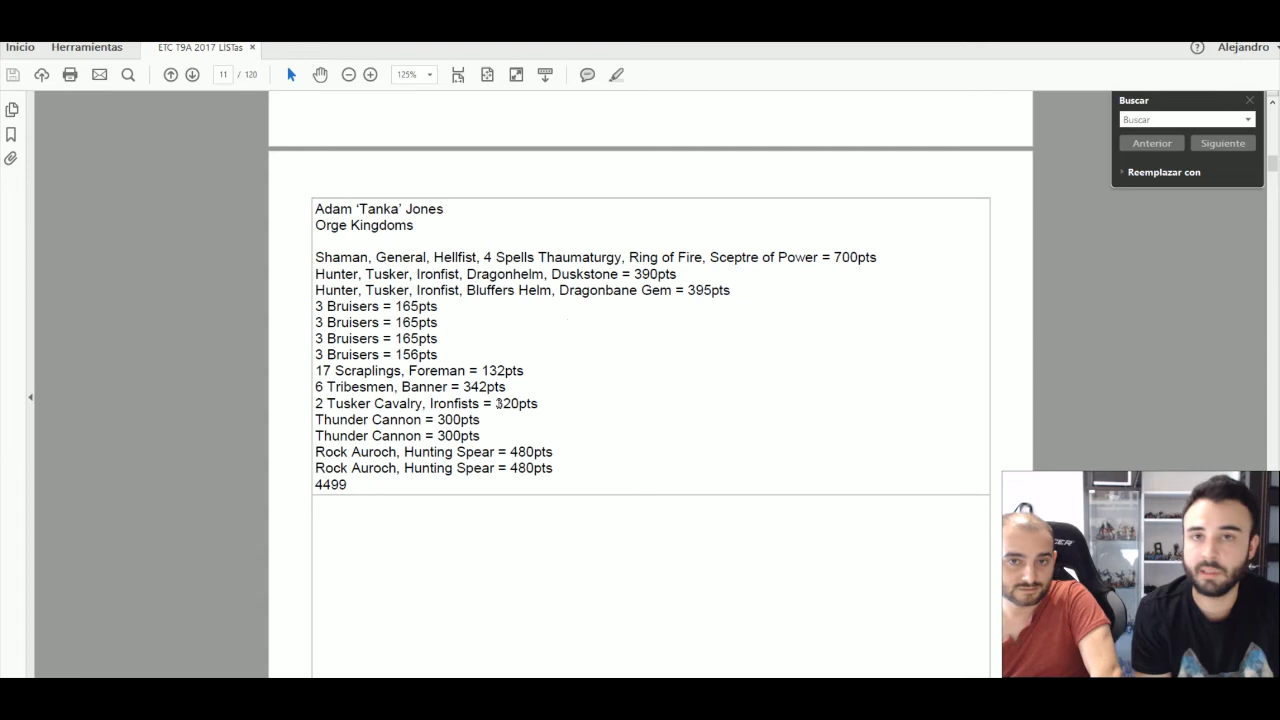 Inicio Herramientas ETC T9A 2017 LISTas × ? Alejandro
11 / 120 125%
Buscar
Buscar
Anterior Siguiente
Reemplazar con
Adam ‘Tanka’ Jones
Orge Kingdoms
Shaman, General, Hellfist, 4 Spells Thaumaturgy, Ring of Fire, Sceptre of Power = 700pts
Hunter, Tusker, Ironfist, Dragonhelm, Duskstone = 390pts
Hunter, Tusker, Ironfist, Bluffers Helm, Dragonbane Gem = 395pts
3 Bruisers = 165pts
3 Bruisers = 165pts
3 Bruisers = 165pts
3 Bruisers = 156pts
17 Scraplings, Foreman = 132pts
6 Tribesmen, Banner = 342pts
2 Tusker Cavalry, Ironfists = 320pts
Thunder Cannon = 300pts
Thunder Cannon = 300pts
Rock Auroch, Hunting Spear = 480pts
Rock Auroch, Hunting Spear = 480pts
4499